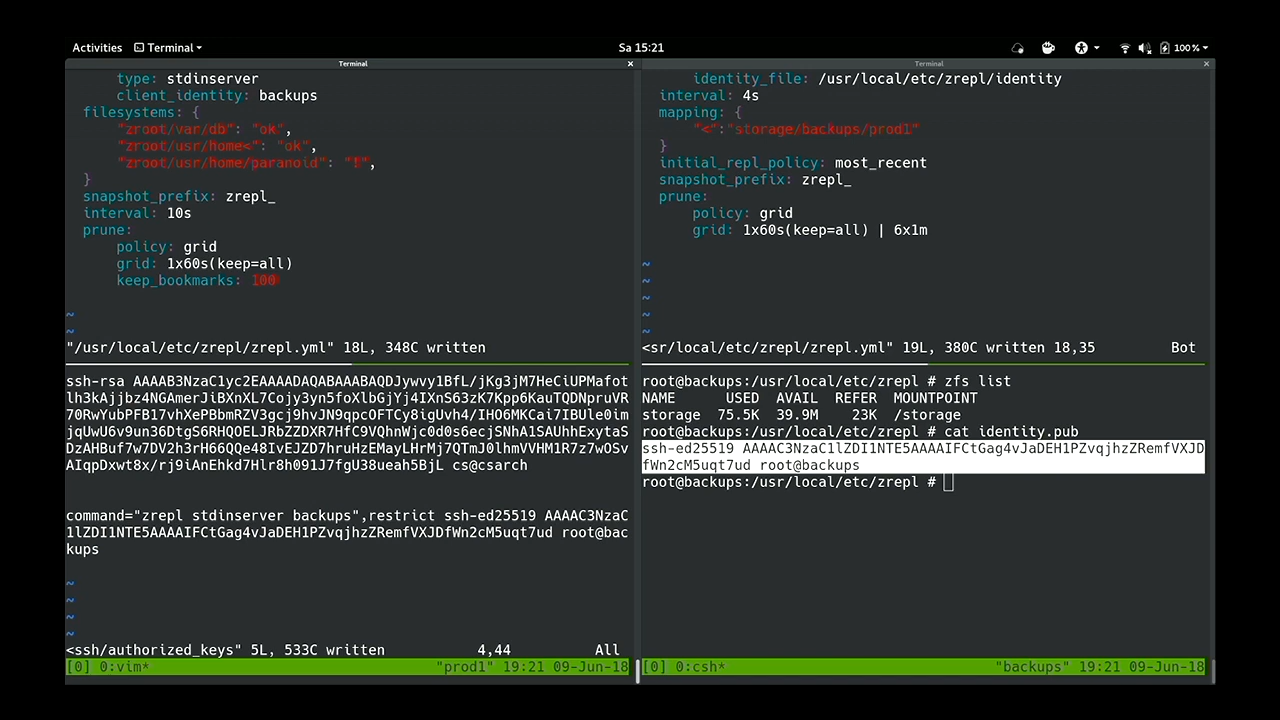 Activities Terminal Sa 15:21 100%
Terminal
type: stdinserver
client_identity: backups
filesystems: {
"zroot/var/db": "ok",
"zroot/usr/home<": "ok",
"zroot/usr/home/paranoid": "!",
}
snapshot_prefix: zrepl_
interval: 10s
prune:
policy: grid
grid: 1x60s(keep=all)
keep_bookmarks: 100
~
~
"/usr/local/etc/zrepl/zrepl.yml" 18L, 348C written
ssh-rsa AAAAB3NzaC1yc2EAAAADAQABAAABAQDJywvy1BfL/jKg3jM7HeCiUPMafot
lh3kAjjbz4NGAmerJiBXnXL7Cojy3yn5foXlbGjYj4IXnS63zK7Kpp6KauTQDNpruVR
70RwYubPFB17vhXePBbmRZV3gcj9hvJN9qpcOFTCy8igUvh4/IHO6MKCai7IBUle0im
jqUwU6v9un36DtgS6RHQOELJRbZZDXR7HfC9VQhnWjc0d0s6ecjSNhA1SAUhhExytaS
DzAHBuf7w7DV2h3rH66QQe48IvEJZD7hruHzEMayLHrMj7QTmJ0lhmVVHM1R7z7wOSv
AIqpDxwt8x/rj9iAnEhkd7Hlr8h091J7fgU38ueah5BjL cs@csarch
command="zrepl stdinserver backups",restrict ssh-ed25519 AAAAC3NzaC
1lZDI1NTE5AAAAIFCtGag4vJaDEH1PZvqjhzZRemfVXJDfWn2cM5uqt7ud root@bac
kups
~
~
~
~
<ssh/authorized_keys" 5L, 533C written 4,44 All
[0] 0:vim* "prod1" 19:21 09-Jun-18
Terminal
identity_file: /usr/local/etc/zrepl/identity
interval: 4s
mapping: {
"<":"storage/backups/prod1"
}
initial_repl_policy: most_recent
snapshot_prefix: zrepl_
prune:
policy: grid
grid: 1x60s(keep=all) | 6x1m
~
~
~
~
~
<sr/local/etc/zrepl/zrepl.yml" 19L, 380C written 18,35 Bot
root@backups:/usr/local/etc/zrepl # zfs list
NAME USED AVAIL REFER MOUNTPOINT
storage 75.5K 39.9M 23K /storage
root@backups:/usr/local/etc/zrepl # cat identity.pub
ssh-ed25519 AAAAC3NzaC1lZDI1NTE5AAAAIFCtGag4vJaDEH1PZvqjhzZRemfVXJD
fWn2cM5uqt7ud root@backups
root@backups:/usr/local/etc/zrepl #
[0] 0:csh* "backups" 19:21 09-Jun-18